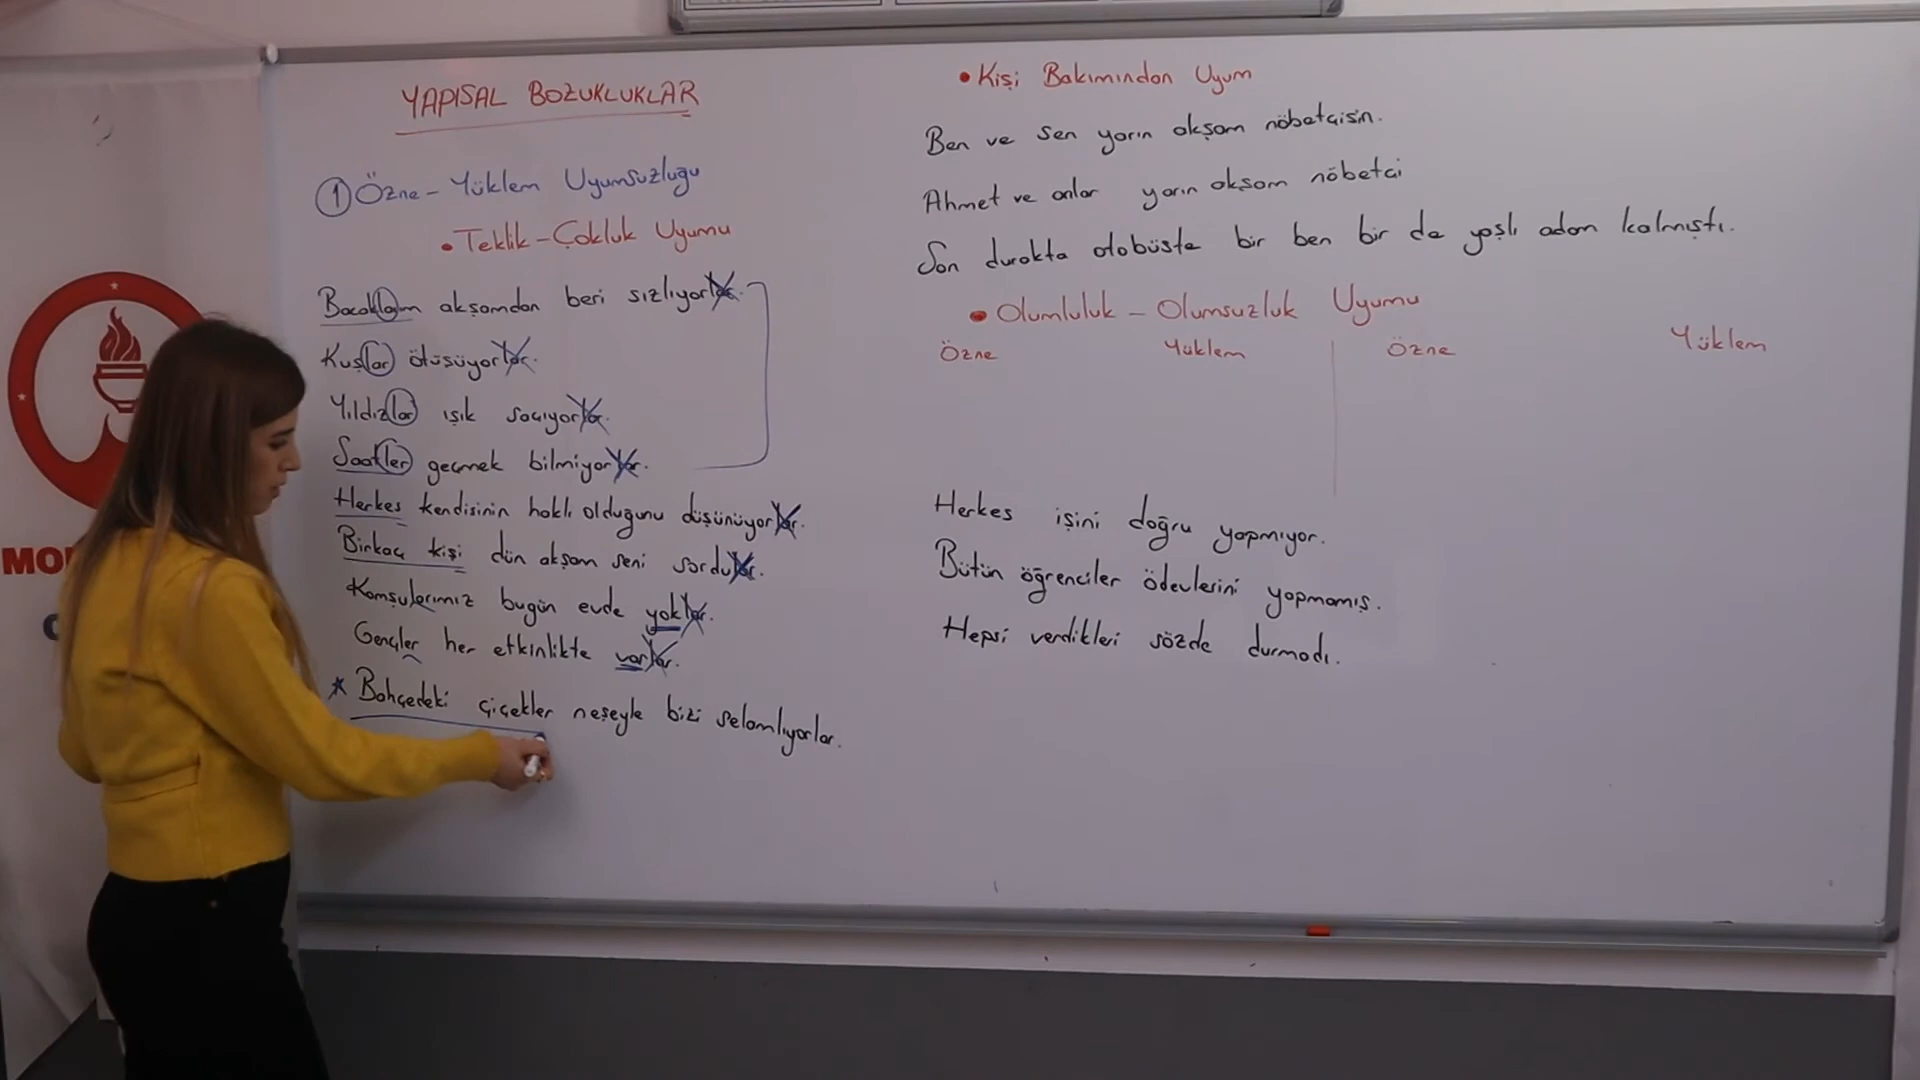 YAPISAL BOZUKLUKLAR
① Özne - Yüklem Uyumsuzluğu
• Teklik - Çokluk Uyumu
Bacaklarım akşamdan beri sızlıyorlar.
Kuşlar ötüşüyorlar.
Yıldızlar ışık saçıyorlar.
Saatler geçmek bilmiyorlar.
Herkes kendisinin haklı olduğunu düşünüyorlar.
Birkaç kişi dün akşam seni sordular.
Komşularımız bugün evde yoklar.
Gençler her etkinlikte varlar.
* Bahçedeki çiçekler neşeyle bizi selamlıyorlar.
• Kişi Bakımından Uyum
Ben ve sen yarın akşam nöbetçisin.
Ahmet ve onlar yarın akşam nöbetçi
Son durakta otobüste bir ben bir de yaşlı adam kalmıştı.
• Olumluluk - Olumsuzluk Uyumu
Özne Yüklem Özne Yüklem
Herkes işini doğru yapmıyor.
Bütün öğrenciler ödevlerini yapmamış.
Hepsi verdikleri sözde durmadı.